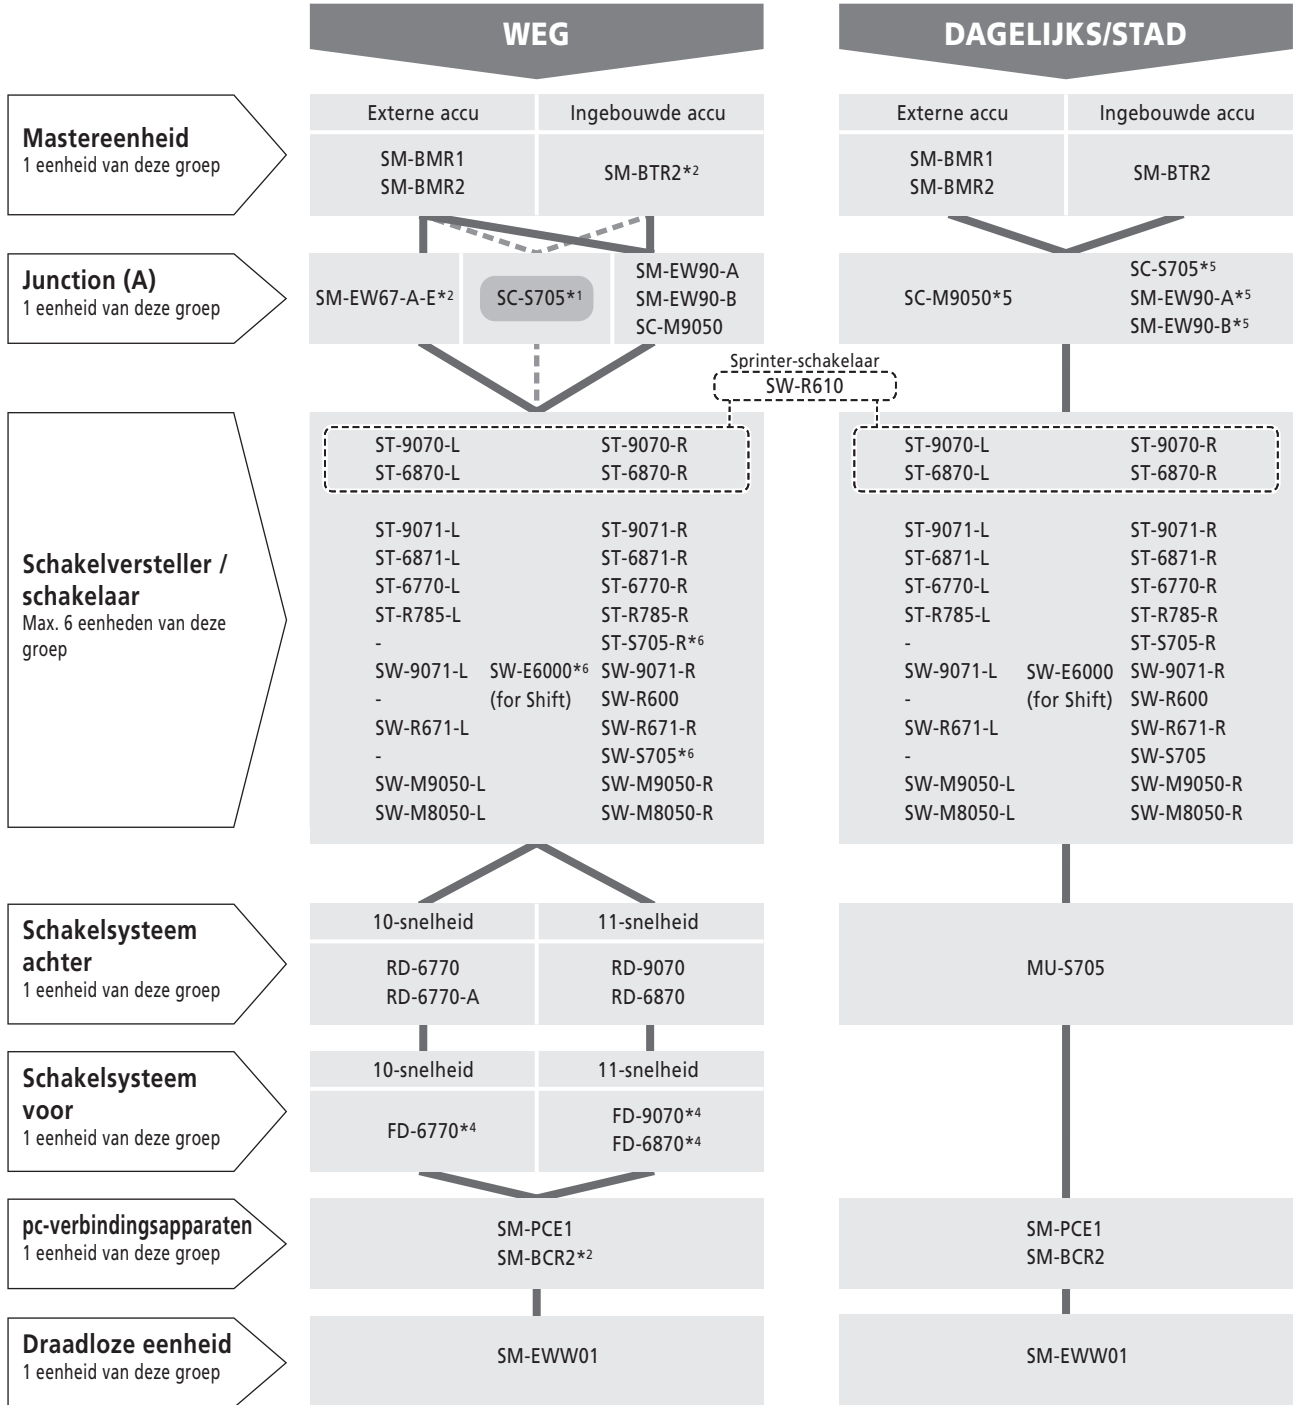 WEG
DAGELIJKS/STAD
Mastereenheid
1 eenheid van deze groep
Externe accu
Ingebouwde accu
SM-BMR1
SM-BMR2
SM-BTR2*2
Externe accu
Ingebouwde accu
SM-BMR1
SM-BMR2
SM-BTR2
Junction (A)
1 eenheid van deze groep
SM-EW67-A-E*2
SC-S705*1
SM-EW90-A
SM-EW90-B
SC-M9050
SC-M9050*5
SC-S705*5
SM-EW90-A*5
SM-EW90-B*5
Sprinter-schakelaar
SW-R610
Schakelversteller /
schakelaar
Max. 6 eenheden van deze
groep
ST-9070-L ST-9070-R
ST-6870-L ST-6870-R
ST-9071-L ST-9071-R
ST-6871-L ST-6871-R
ST-6770-L ST-6770-R
ST-R785-L ST-R785-R
- ST-S705-R*6
SW-9071-L SW-E6000*6 SW-9071-R
- (for Shift) SW-R600
SW-R671-L SW-R671-R
- SW-S705*6
SW-M9050-L SW-M9050-R
SW-M8050-L SW-M8050-R
ST-9070-L ST-9070-R
ST-6870-L ST-6870-R
ST-9071-L ST-9071-R
ST-6871-L ST-6871-R
ST-6770-L ST-6770-R
ST-R785-L ST-R785-R
- ST-S705-R
SW-9071-L SW-E6000 SW-9071-R
- (for Shift) SW-R600
SW-R671-L SW-R671-R
- SW-S705
SW-M9050-L SW-M9050-R
SW-M8050-L SW-M8050-R
Schakelsysteem
achter
1 eenheid van deze groep
10-snelheid
11-snelheid
RD-6770
RD-6770-A
RD-9070
RD-6870
MU-S705
Schakelsysteem
voor
1 eenheid van deze groep
10-snelheid
11-snelheid
FD-6770*4
FD-9070*4
FD-6870*4
pc-verbindingsapparaten
1 eenheid van deze groep
SM-PCE1
SM-BCR2*2
SM-PCE1
SM-BCR2
Draadloze eenheid
1 eenheid van deze groep
SM-EWW01
SM-EWW01